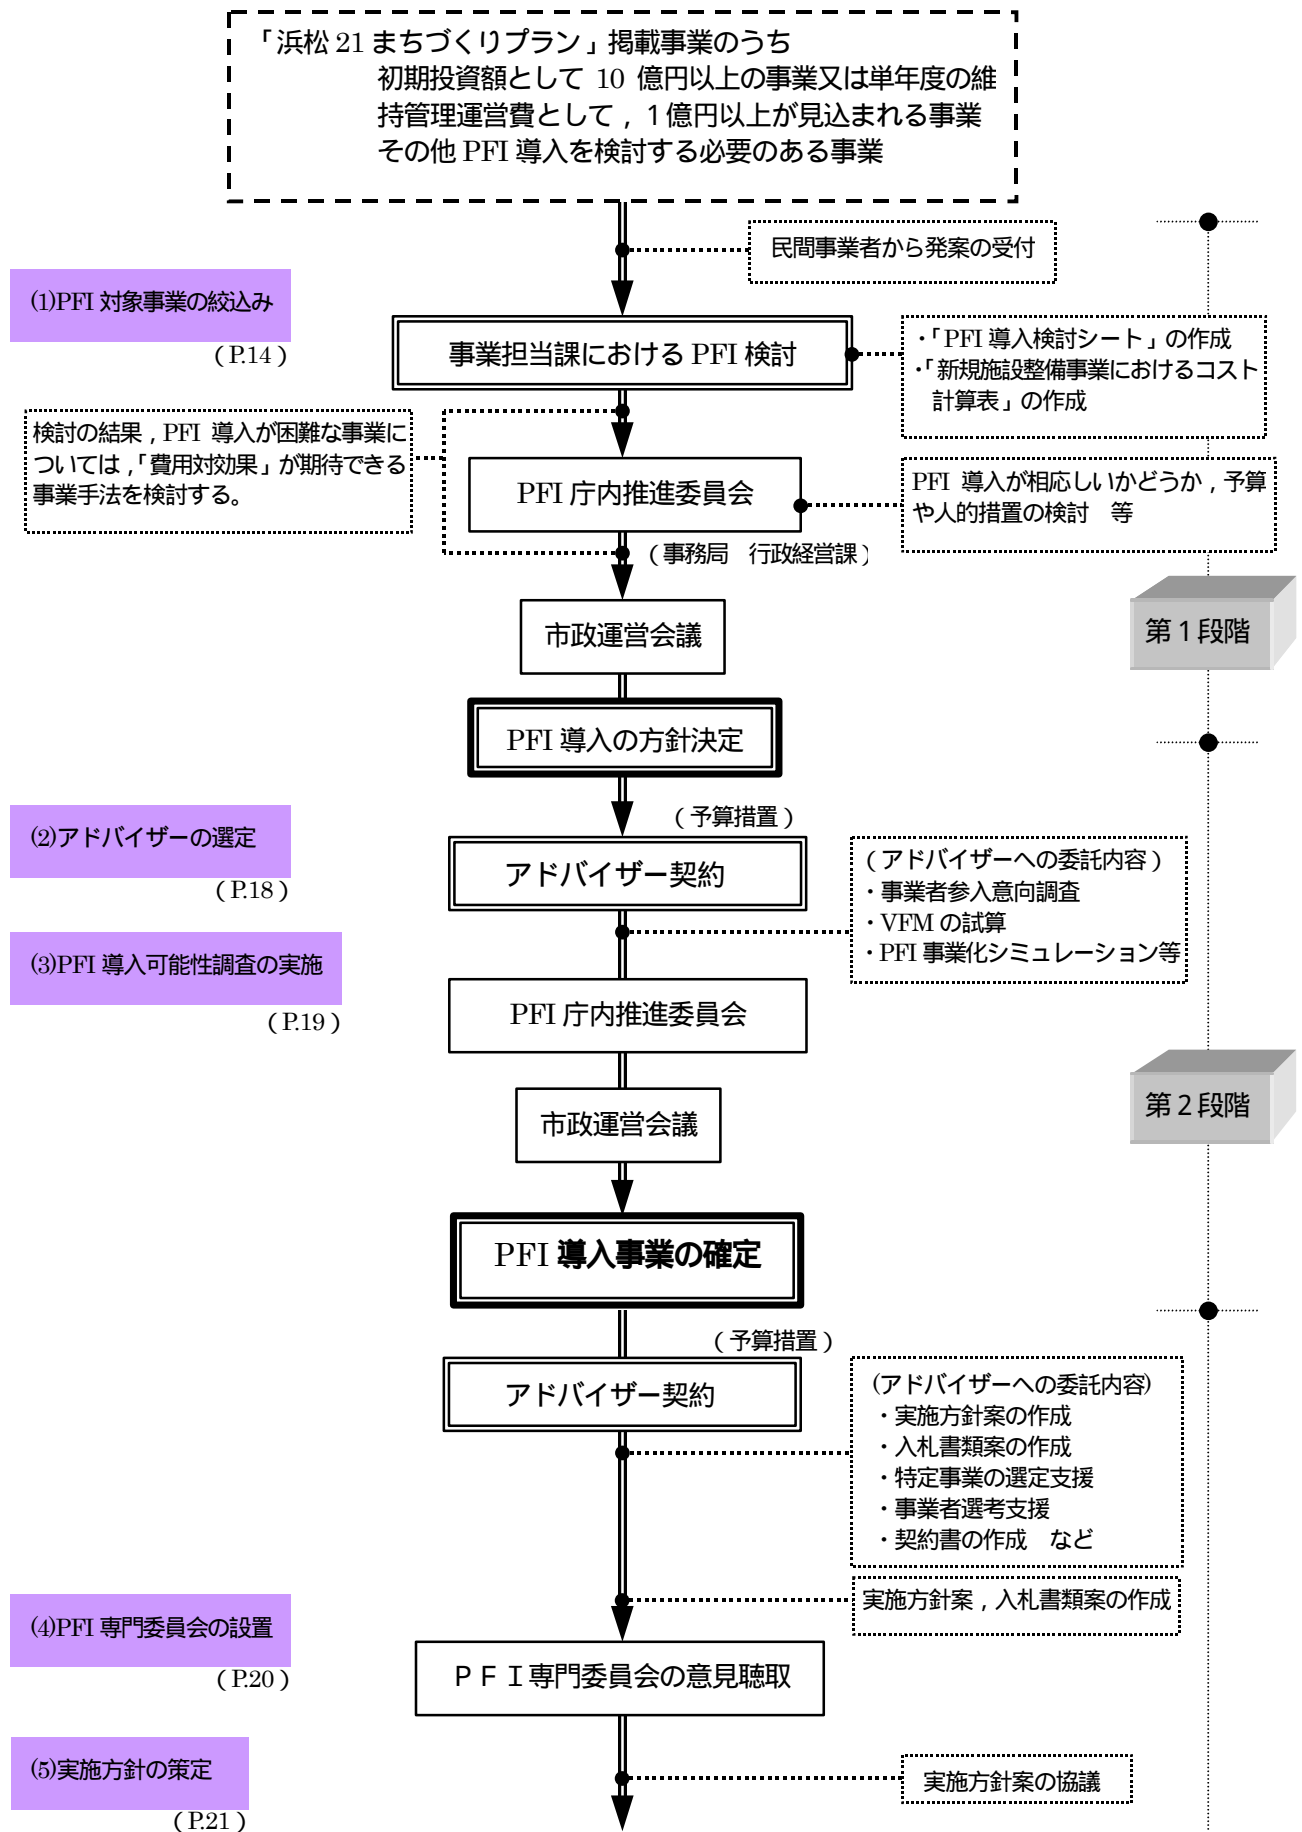 「浜松 21 まちづくりプラン」掲載事業のうち
初期投資額として 10 億円以上の事業又は単年度の維
持管理運営費として，１億円以上が見込まれる事業
その他 PFI 導入を検討する必要のある事業
民間事業者から発案の受付
(1)PFI 対象事業の絞込み
（P.14）
事業担当課における PFI 検討
・「PFI 導入検討シート」の作成
・「新規施設整備事業におけるコスト
計算表」の作成
検討の結果，PFI 導入が困難な事業に
ついては，「費用対効果」が期待できる
事業手法を検討する。
PFI 庁内推進委員会
PFI 導入が相応しいかどうか，予算
や人的措置の検討　等
（事務局　行政経営課）
市政運営会議
第１段階
PFI 導入の方針決定
（予算措置）
(2)アドバイザーの選定
（P.18）
アドバイザー契約
（アドバイザーへの委託内容）
・事業者参入意向調査
・VFM の試算
・PFI 事業化シミュレーション等
(3)PFI 導入可能性調査の実施
（P.19）
PFI 庁内推進委員会
市政運営会議
第２段階
PFI 導入事業の確定
（予算措置）
アドバイザー契約
(アドバイザーへの委託内容)
・実施方針案の作成
・入札書類案の作成
・特定事業の選定支援
・事業者選考支援
・契約書の作成　など
実施方針案，入札書類案の作成
(4)PFI 専門委員会の設置
（P.20）
ＰＦＩ専門委員会の意見聴取
(5)実施方針の策定
（P.21）
実施方針案の協議